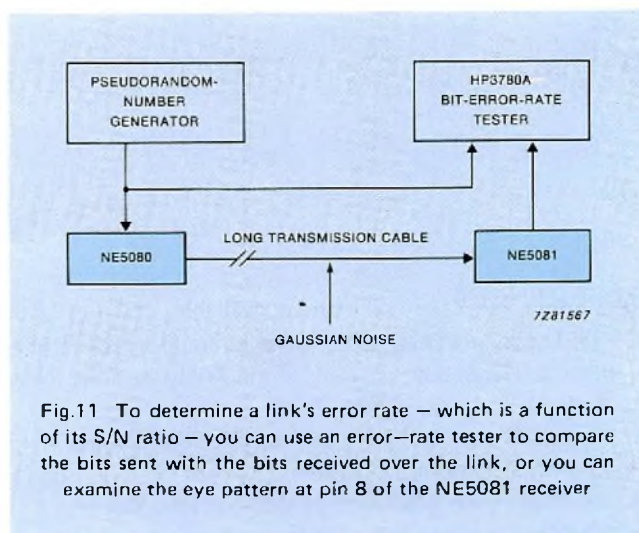 PSEUDORANDOM-
NUMBER
GENERATOR
HP3780A
BIT-ERROR-RATE
TESTER
NE5080
LONG TRANSMISSION CABLE
NE5081
7Z81567
GAUSSIAN NOISE
Fig.11 To determine a link's error rate — which is a function
of its S/N ratio — you can use an error—rate tester to compare
the bits sent with the bits received over the link, or you can
examine the eye pattern at pin 8 of the NE5081 receiver